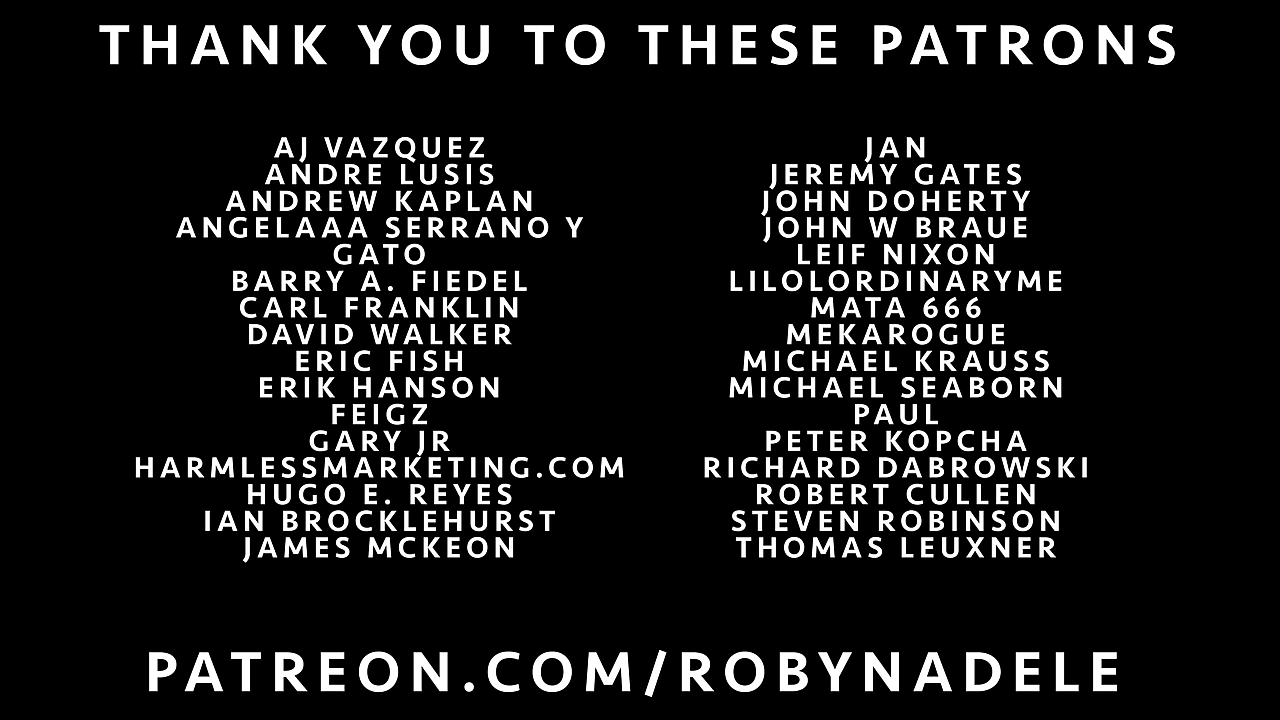 THANK YOU TO THESE PATRONS
AJ VAZQUEZ
ANDRE LUSIS
ANDREW KAPLAN
ANGELAAA SERRANO Y
GATO
BARRY A. FIEDEL
CARL FRANKLIN
DAVID WALKER
ERIC FISH
ERIK HANSON
FEIGZ
GARY JR
HARMLESSMARKETING.COM
HUGO E. REYES
IAN BROCKLEHURST
JAMES MCKEON
JAN
JEREMY GATES
JOHN DOHERTY
JOHN W BRAUE
LEIF NIXON
LILOLORDINARYME
MATA 666
MEKAROGUE
MICHAEL KRAUSS
MICHAEL SEABORN
PAUL
PETER KOPCHA
RICHARD DABROWSKI
ROBERT CULLEN
STEVEN ROBINSON
THOMAS LEUXNER
PATREON.COM/ROBYNADELE